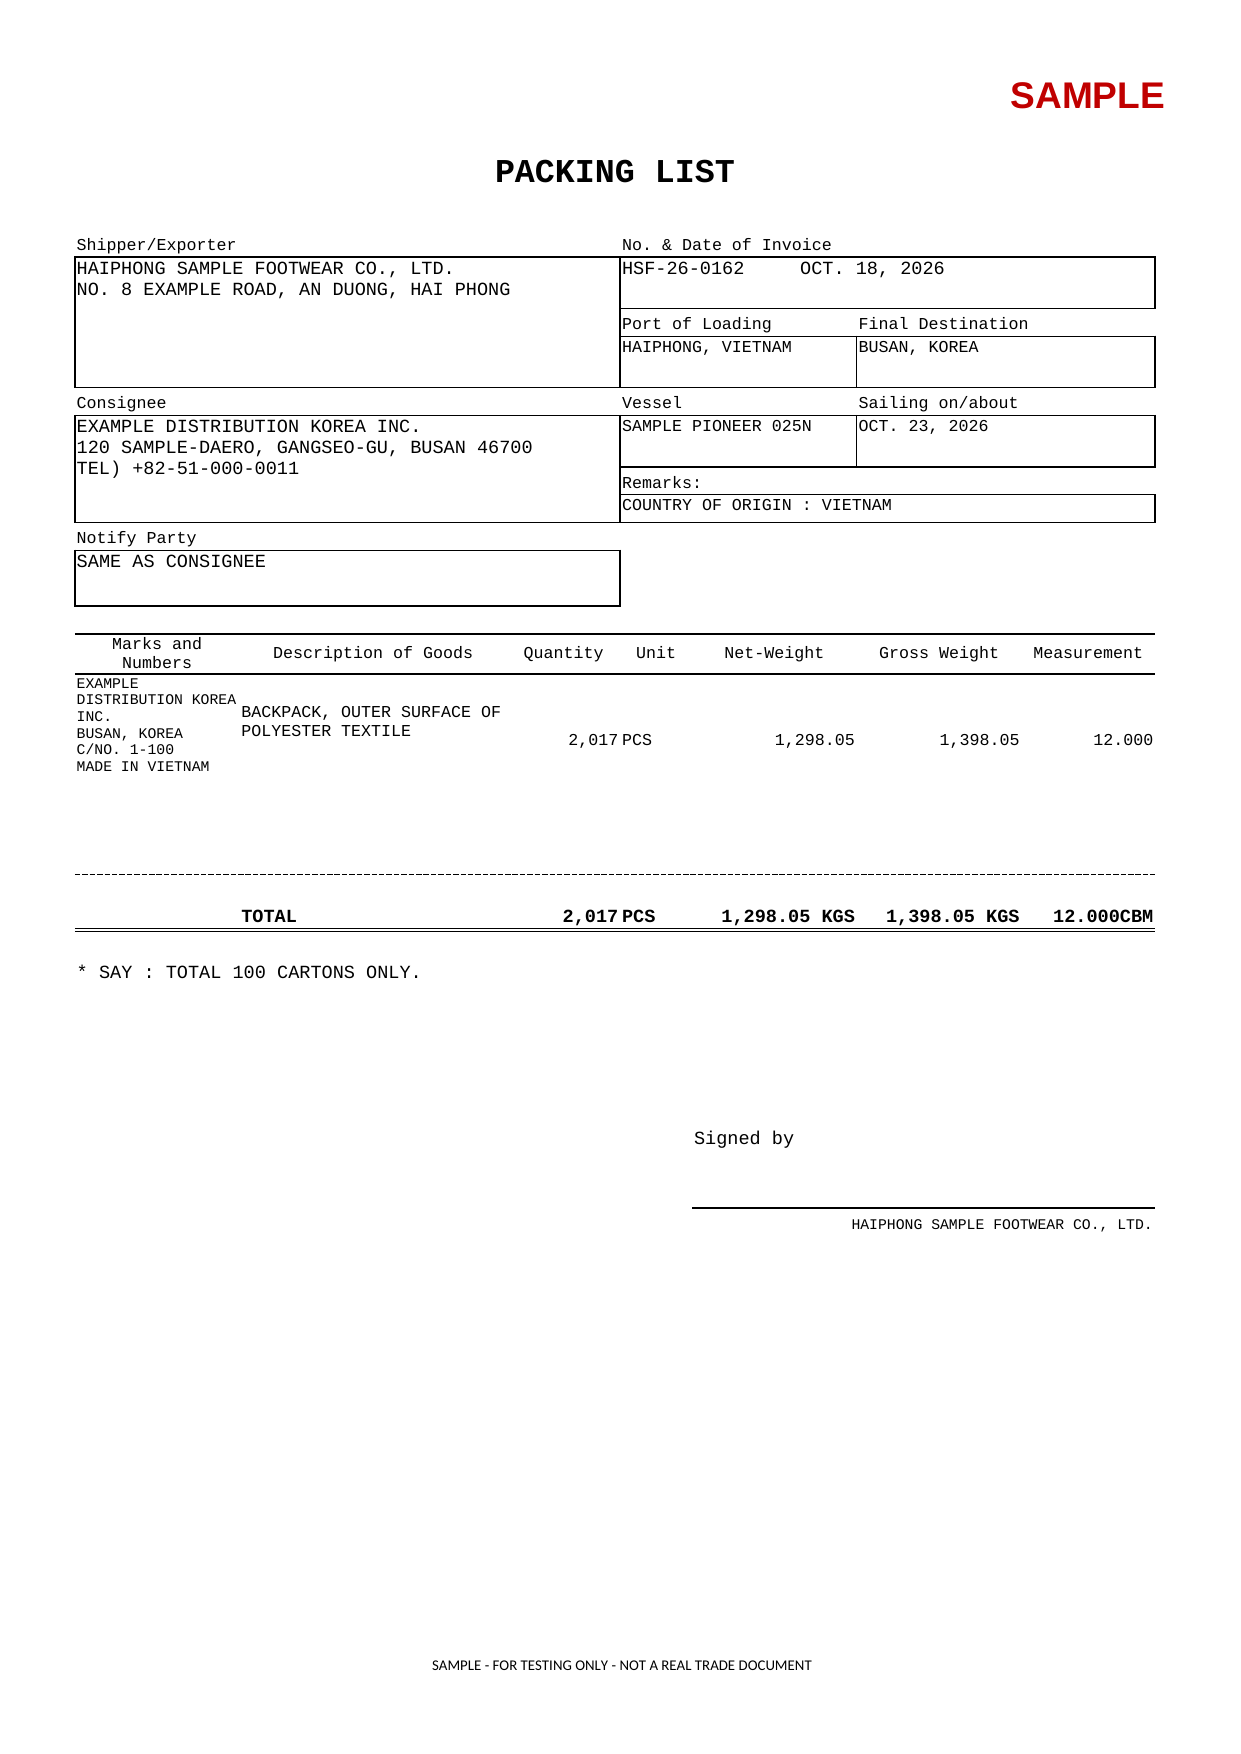 SAMPLE
PACKING LIST
Shipper/Exporter
No. & Date of Invoice
HAIPHONG SAMPLE FOOTWEAR CO., LTD.
NO. 8 EXAMPLE ROAD, AN DUONG, HAI PHONG
HSF-26-0162 OCT. 18, 2026
Port of Loading Final Destination
HAIPHONG, VIETNAM BUSAN, KOREA
Consignee
Vessel Sailing on/about
EXAMPLE DISTRIBUTION KOREA INC.
120 SAMPLE-DAERO, GANGSEO-GU, BUSAN 46700
TEL) +82-51-000-0011
SAMPLE PIONEER 025N OCT. 23, 2026
Remarks:
COUNTRY OF ORIGIN : VIETNAM
Notify Party
SAME AS CONSIGNEE
Marks and
Numbers
Description of Goods Quantity Unit Net-Weight Gross Weight Measurement
EXAMPLE
DISTRIBUTION KOREA
INC.
BUSAN, KOREA
C/NO. 1-100
MADE IN VIETNAM
BACKPACK, OUTER SURFACE OF
POLYESTER TEXTILE
2,017 PCS 1,298.05 1,398.05 12.000
TOTAL 2,017 PCS 1,298.05 KGS 1,398.05 KGS 12.000CBM
* SAY : TOTAL 100 CARTONS ONLY.
Signed by
HAIPHONG SAMPLE FOOTWEAR CO., LTD.
SAMPLE - FOR TESTING ONLY - NOT A REAL TRADE DOCUMENT